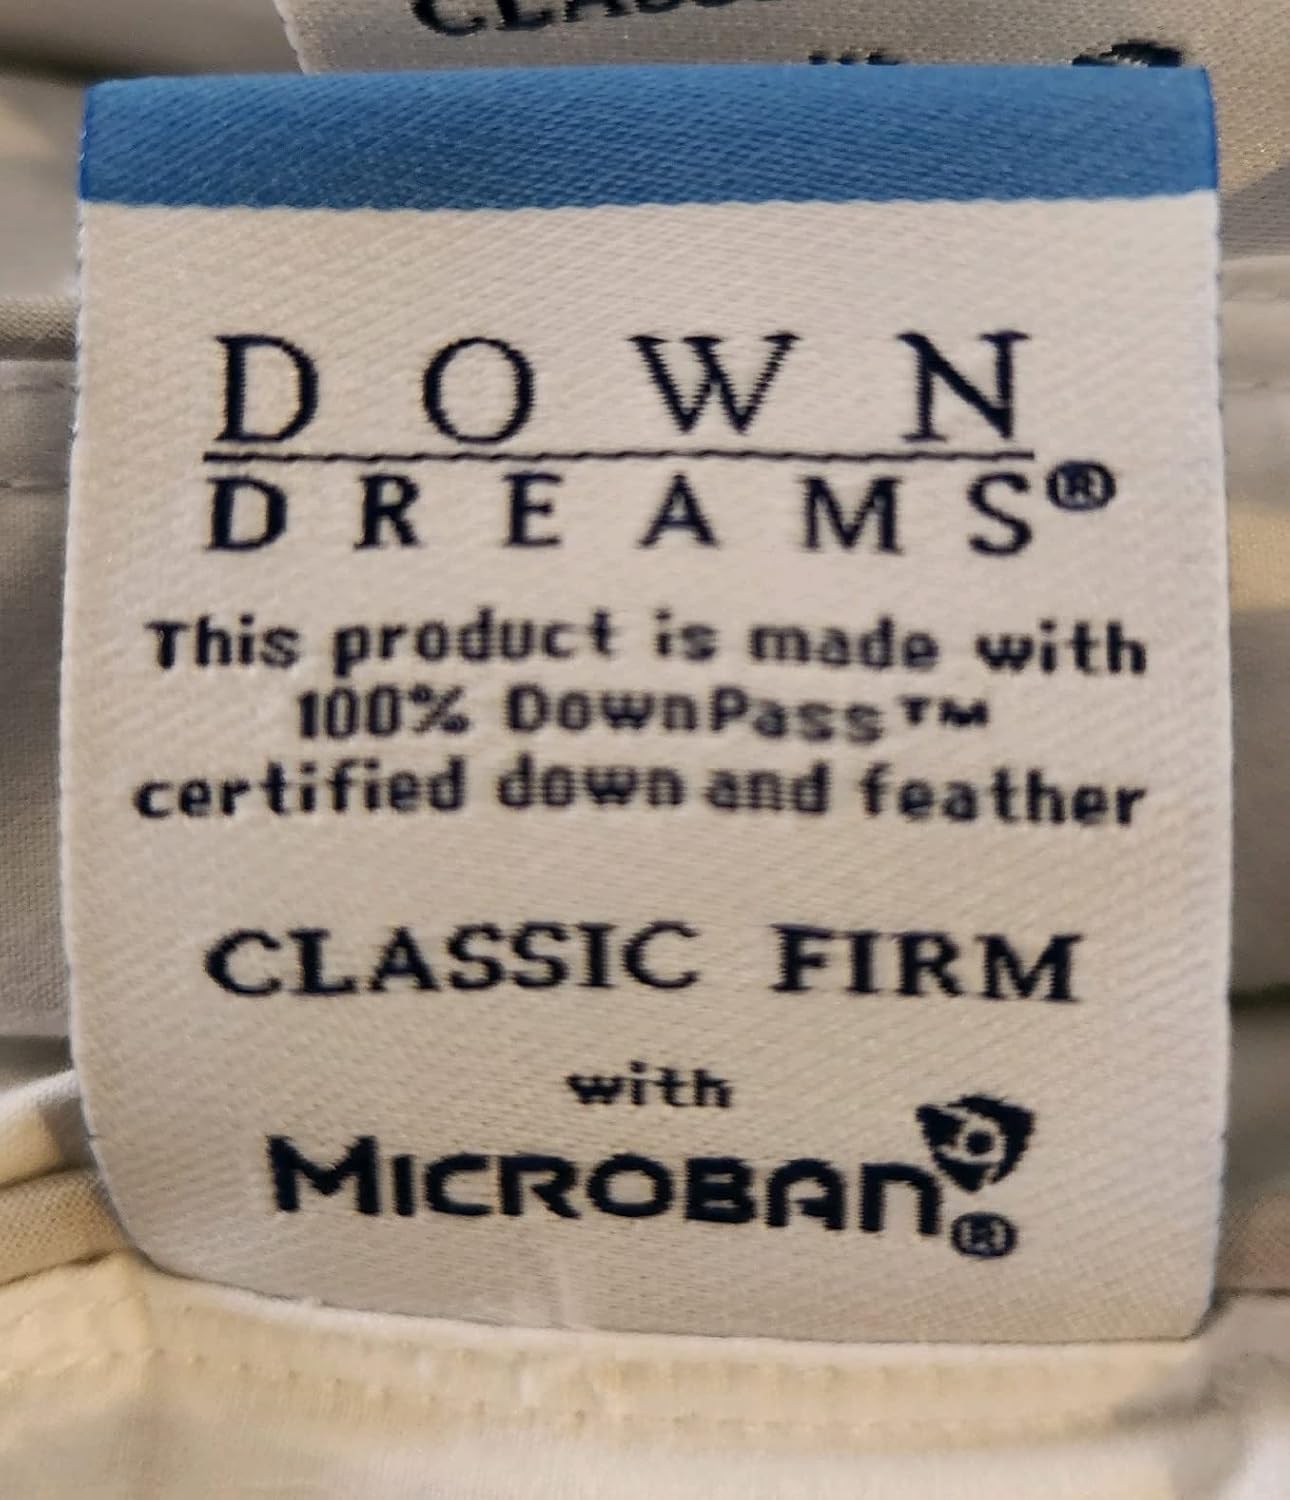 DOWN
DREAMS®
This product is made with
100% DownPass™
certified down and feather
CLASSIC FIRM
with
MICROBAN®